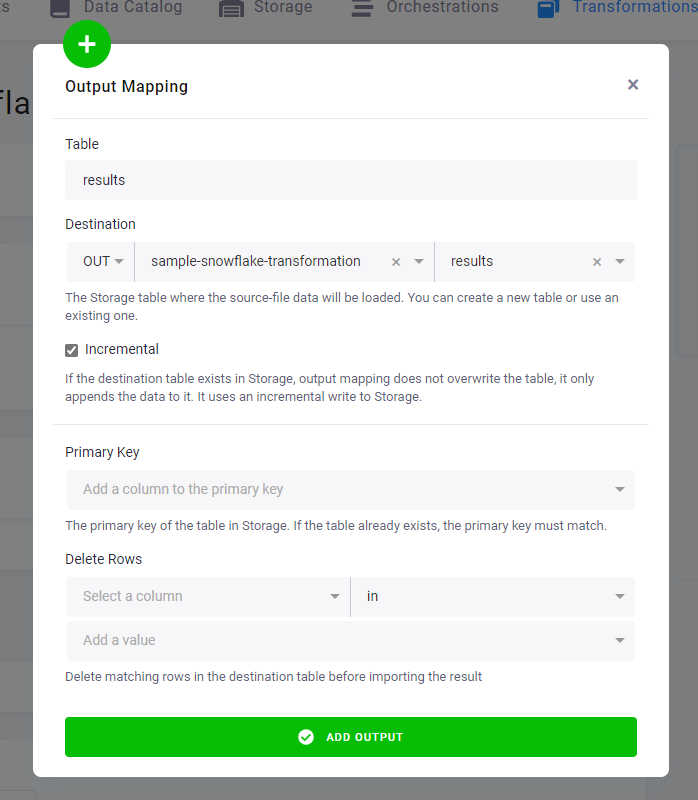 ts
Data Catalog
Storage
Orchestrations
Transformations
fla
Output Mapping
Table
results
Destination
OUT
sample-snowflake-transformation
results
The Storage table where the source-file data will be loaded. You can create a new table or use an
existing one.
Incremental
If the destination table exists in Storage, output mapping does not overwrite the table, it only
appends the data to it. It uses an incremental write to Storage.
Primary Key
Add a column to the primary key
The primary key of the table in Storage. If the table already exists, the primary key must match.
Delete Rows
Select a column
in
Add a value
Delete matching rows in the destination table before importing the result
ADD OUTPUT